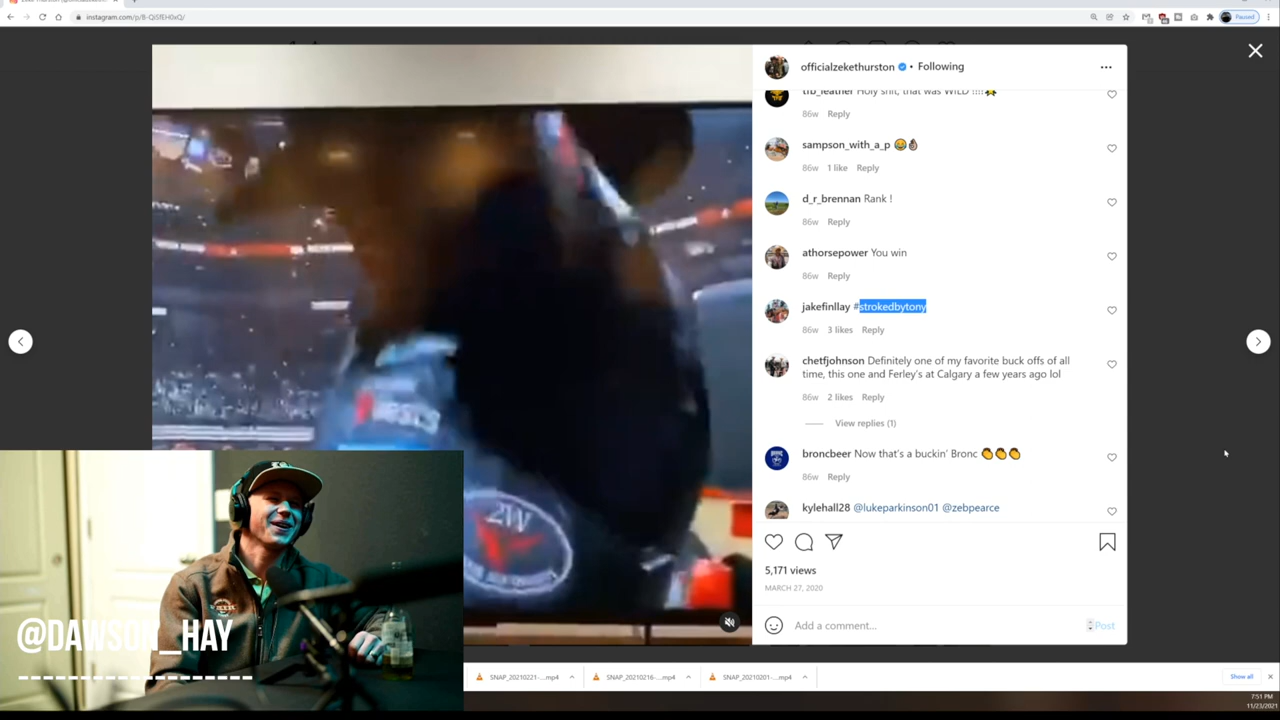 instagram.com/p/B-QiSfEH0xQ/
Paused
officialzekethurston • Following
tfb_leather Holy shit, that was WILD !!!!
86w Reply
sampson_with_a_p
86w 1 like Reply
d_r_brennan Rank !
86w Reply
athorsepower You win
86w Reply
jakefinllay #strokedbytony
86w 3 likes Reply
chetfjohnson Definitely one of my favorite buck offs of all
time, this one and Ferley's at Calgary a few years ago lol
86w 2 likes Reply
View replies (1)
broncbeer Now that's a buckin' Bronc 👏👏👏
86w Reply
kylehall28 @lukeparkinson01 @zebpearce
5,171 views
MARCH 27, 2020
Add a comment... Post
@DAWSON_HAY
SNAP_20210221-....mp4
SNAP_20210216-....mp4
SNAP_20210201-....mp4
Show all
7:51 PM
11/23/2021